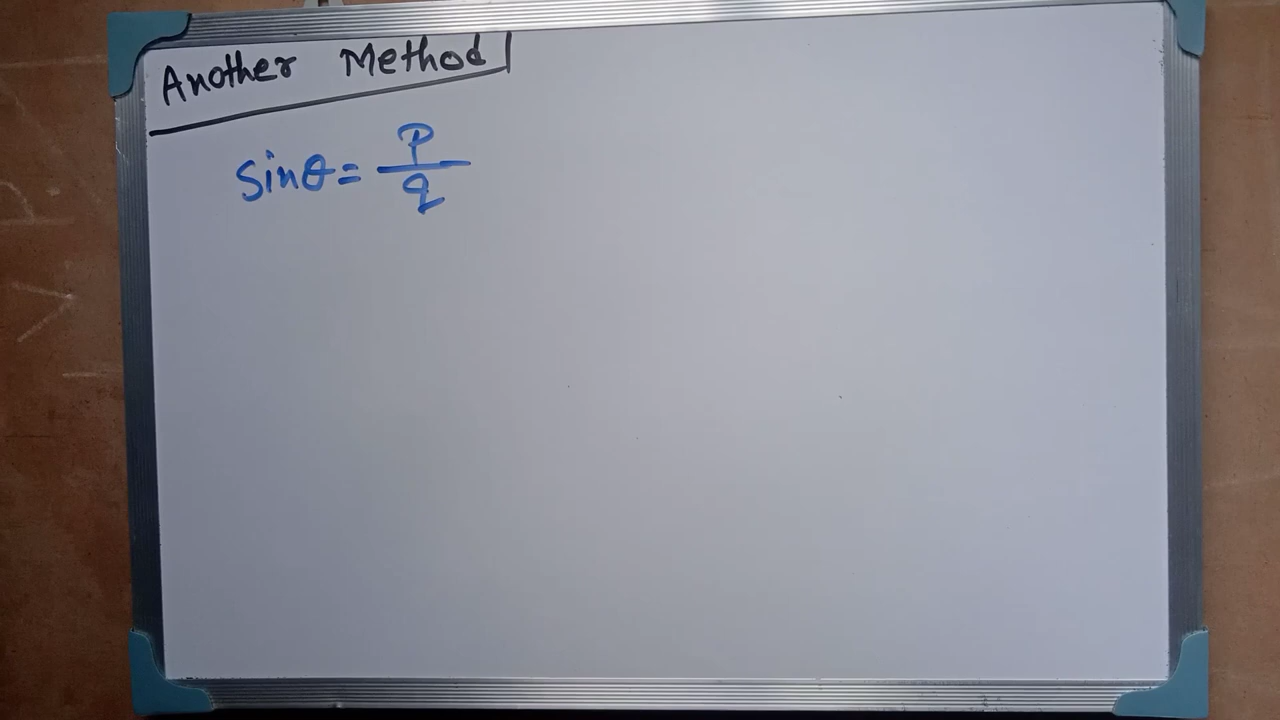 Another Method
sinθ = P/q